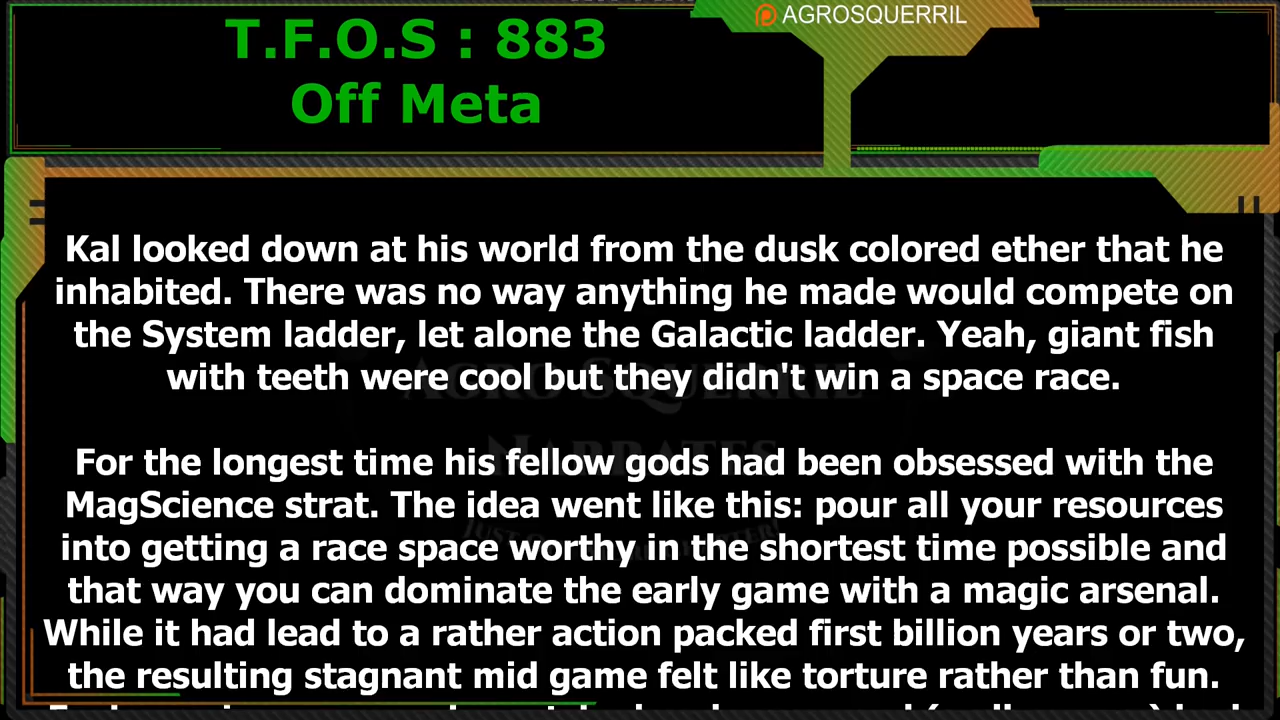 AGROSQUERRIL
T.F.O.S : 883
Off Meta
Kal looked down at his world from the dusk colored ether that he
inhabited. There was no way anything he made would compete on
the System ladder, let alone the Galactic ladder. Yeah, giant fish
with teeth were cool but they didn't win a space race.
AGRO SQUERRIL
NARRATES
For the longest time his fellow gods had been obsessed with the
MagScience strat. The idea went like this: pour all your resources
into getting a race space worthy in the shortest time possible and
that way you can dominate the early game with a magic arsenal.
While it had lead to a rather action packed first billion years or two,
the resulting stagnant mid game felt like torture rather than fun.